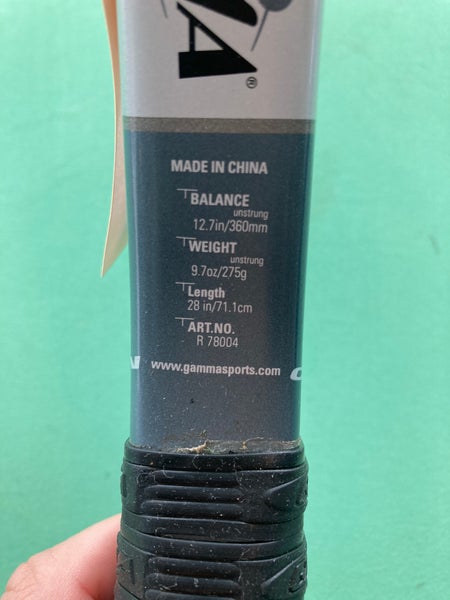 MA®
MADE IN CHINA
BALANCE
unstrung
12.7in/360mm
WEIGHT
unstrung
9.7oz/275g
Length
28 in/71.1cm
ART.NO.
R 78004
www.gammasports.com